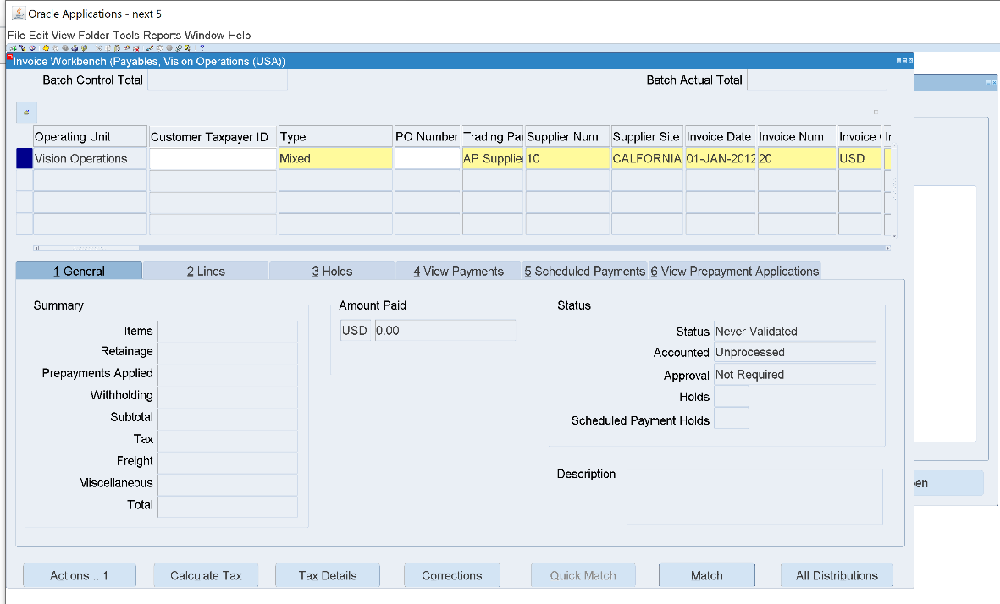 Oracle Applications - next 5
File Edit View Folder Tools Reports Window Help
Invoice Workbench (Payables, Vision Operations (USA))
Batch Control Total
Batch Actual Total
Operating Unit Customer Taxpayer ID Type PO Number Trading Par Supplier Num Supplier Site Invoice Date Invoice Num Invoice
Vision Operations Mixed AP Supplie 10 CALFORNIA 01-JAN-2012 20 USD
1 General 2 Lines 3 Holds 4 View Payments 5 Scheduled Payments 6 View Prepayment Applications
Summary
Items
Retainage
Prepayments Applied
Withholding
Subtotal
Tax
Freight
Miscellaneous
Total
Amount Paid
USD 0.00
Status
Status Never Validated
Accounted Unprocessed
Approval Not Required
Holds
Scheduled Payment Holds
Description
en
Actions... 1 Calculate Tax Tax Details Corrections Quick Match Match All Distributions